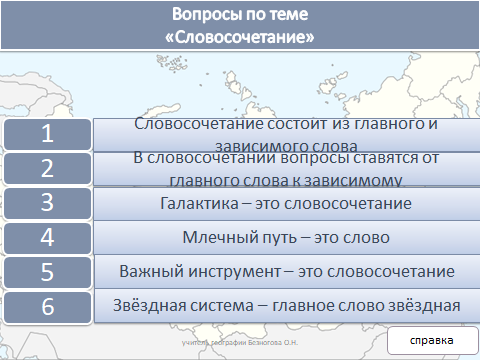 Вопросы по теме
«Словосочетание»
1
Словосочетание состоит из главного и
зависимого слова
2
В словосочетании вопросы ставятся от
главного слова к зависимому
3
Галактика – это словосочетание
4
Млечный путь – это слово
5
Важный инструмент – это словосочетание
6
Звёздная система – главное слово звёздная
учитель географии Безногова О.Н.
справка